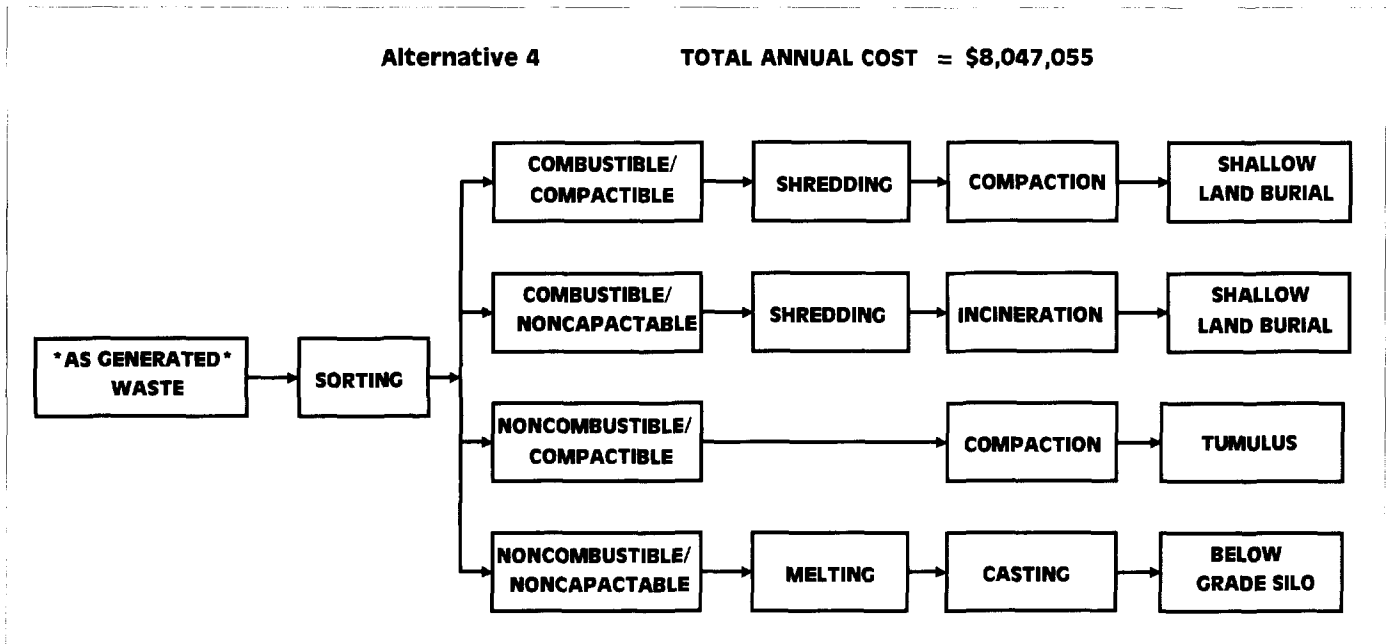 Alternative 4 TOTAL ANNUAL COST = $8,047,055
COMBUSTIBLE/
COMPACTIBLE
SHREDDING
COMPACTION
SHALLOW
LAND BURIAL
COMBUSTIBLE/
NONCAPACTABLE
SHREDDING
INCINERATION
SHALLOW
LAND BURIAL
"AS GENERATED"
WASTE
SORTING
NONCOMBUSTIBLE/
COMPACTIBLE
COMPACTION
TUMULUS
NONCOMBUSTIBLE/
NONCAPACTABLE
MELTING
CASTING
BELOW
GRADE SILO